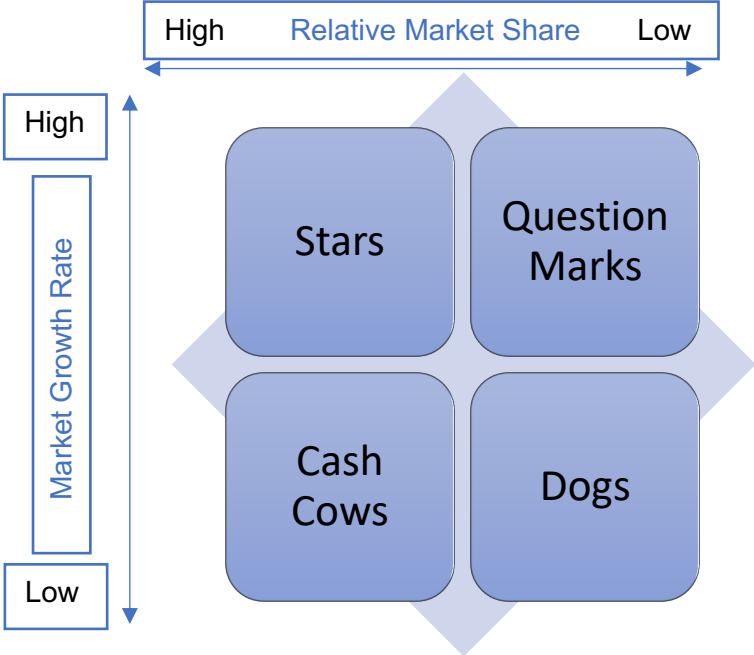 High Relative Market Share Low
High
Market Growth Rate
Low
Stars
Question
Marks
Cash
Cows
Dogs